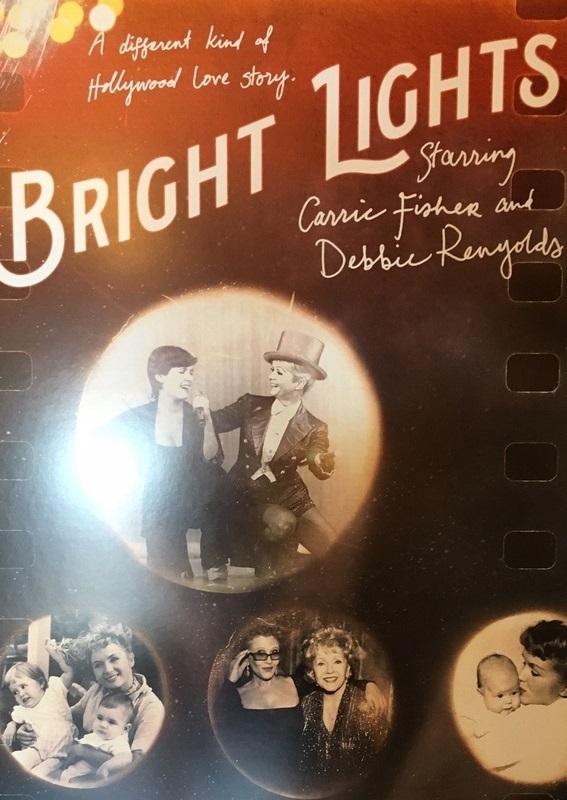 A different kind of
Hollywood Love story.
BRIGHT LIGHTS
Starring
Carrie Fisher and
Debbie Renyolds